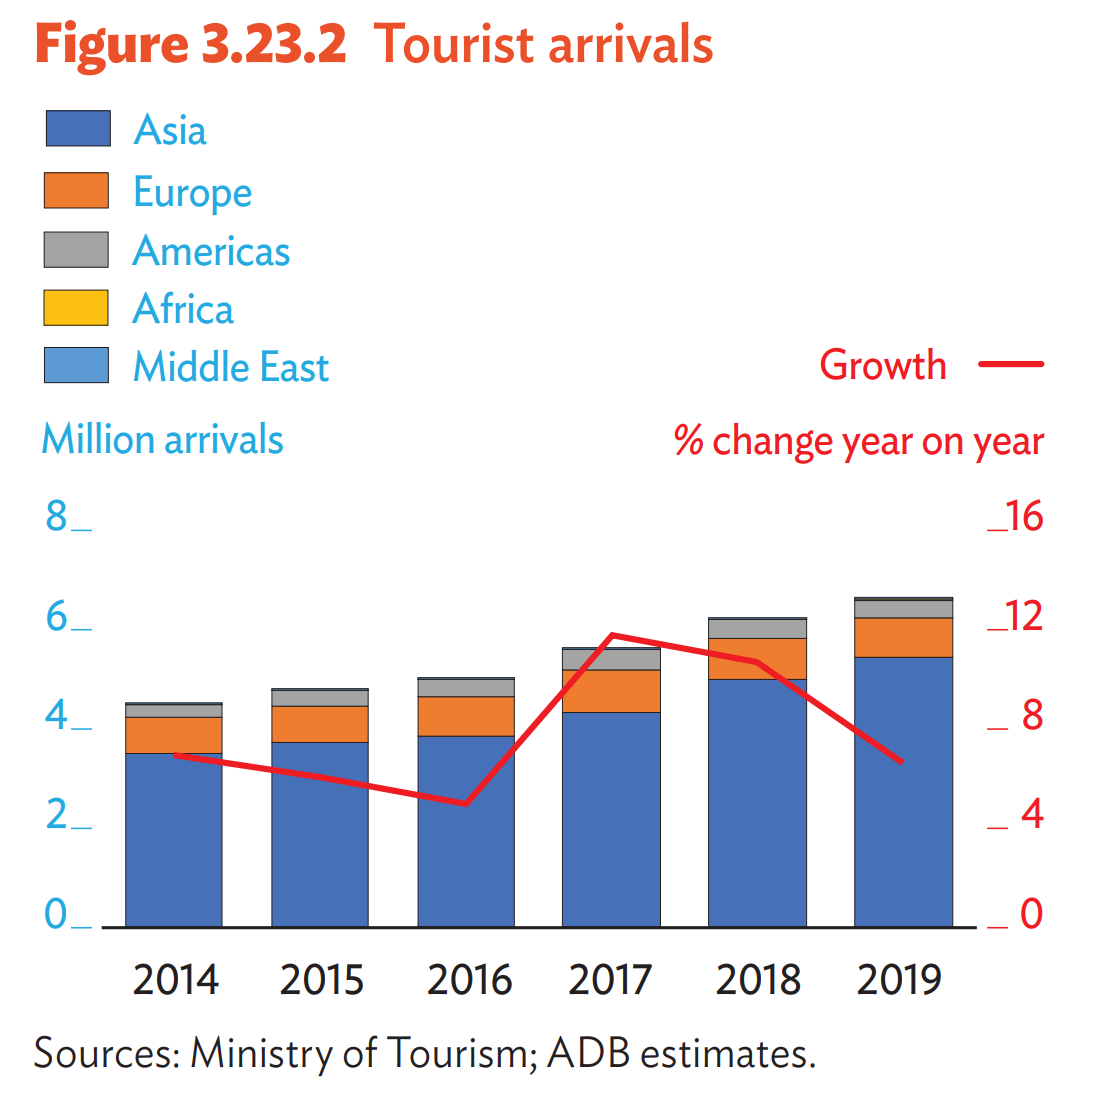 Figure 3.23.2 Tourist arrivals
Asia
Europe
Americas
Africa
Middle East
Growth
Million arrivals
% change year on year
8
16
6
12
4
8
2
4
0
0
2014 2015 2016 2017 2018 2019
Sources: Ministry of Tourism; ADB estimates.